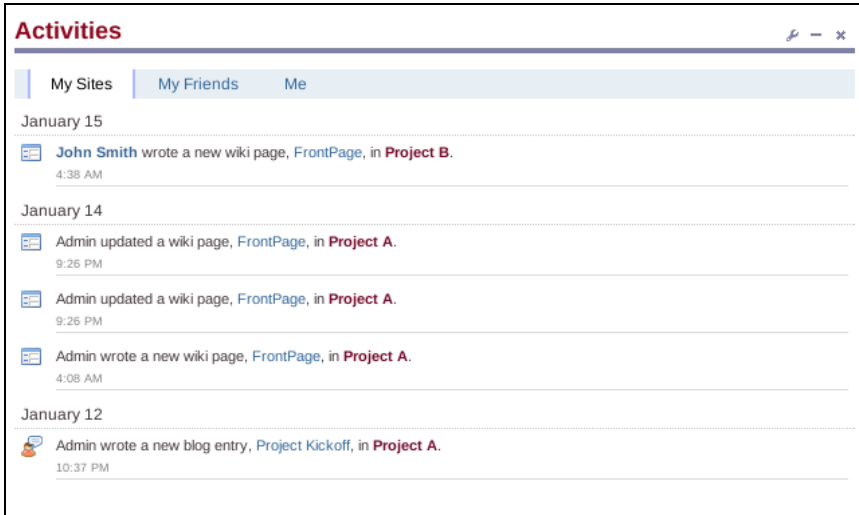 Activities
My Sites My Friends Me
January 15
John Smith wrote a new wiki page, FrontPage, in Project B.
4:38 AM
January 14
Admin updated a wiki page, FrontPage, in Project A.
9:26 PM
Admin updated a wiki page, FrontPage, in Project A.
9:26 PM
Admin wrote a new wiki page, FrontPage, in Project A.
4:08 AM
January 12
Admin wrote a new blog entry, Project Kickoff, in Project A.
10:37 PM